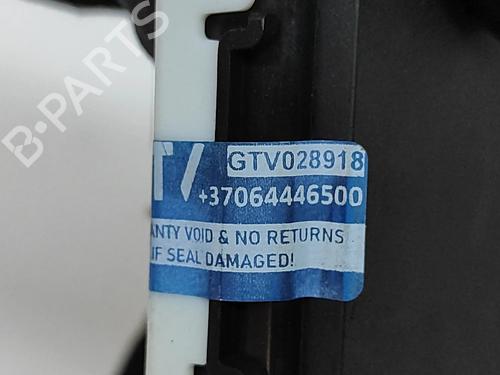 B-PARTS
GTV028918
+37064446500
ANTY VOID & NO RETURNS
IF SEAL DAMAGED!